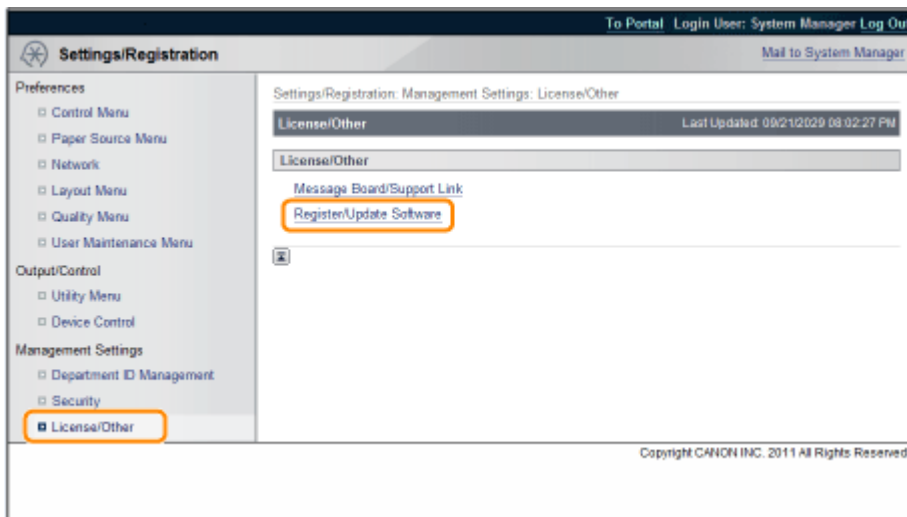 To Portal Login User: System Manager Log Ou
Settings/Registration
Mail to System Manager
Preferences
Control Menu
Paper Source Menu
Network
Layout Menu
Quality Menu
User Maintenance Menu
Output/Control
Utility Menu
Device Control
Management Settings
Department ID Management
Security
License/Other
Settings/Registration: Management Settings: License/Other
License/Other Last Updated: 09/21/2029 08:02:27 PM
License/Other
Message Board/Support Link
Register/Update Software
Copyright CANON INC. 2011 All Rights Reserved